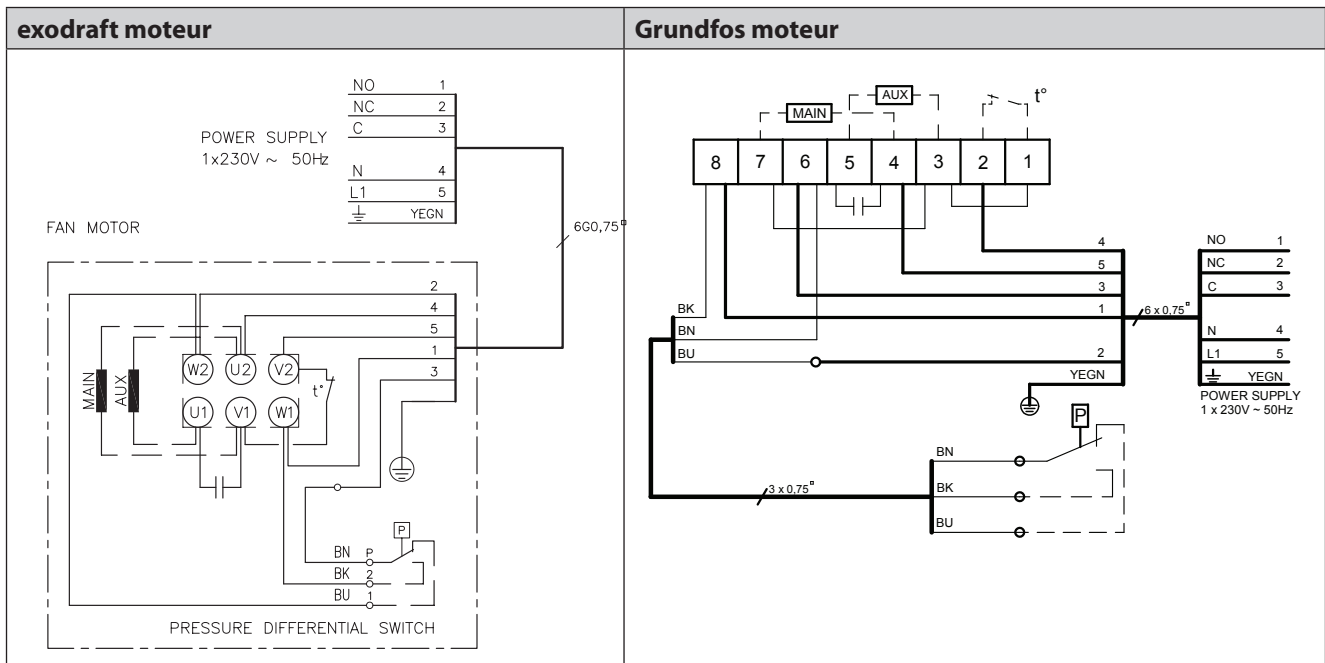 exodraft moteur
NO 1
NC 2
C 3
POWER SUPPLY
1x230V ~ 50Hz
N 4
L1 5
YEGN
6G0,75
FAN MOTOR
2
4
5
1
3
MAIN
AUX
W2 U2 V2
t°
U1 V1 W1
P
BN P
BK 2
BU 1
PRESSURE DIFFERENTIAL SWITCH
Grundfos moteur
AUX
MAIN
t°
8 7 6 5 4 3 2 1
4
5
3
1
2
YEGN
6 x 0,75
NO 1
NC 2
C 3
N 4
L1 5
YEGN
POWER SUPPLY
1 x 230V ~ 50Hz
BK
BN
BU
3 x 0,75
P
BN
BK
BU